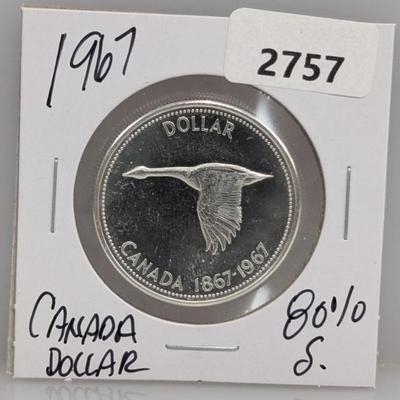 1967
2757
DOLLAR
CANADA 1867-1967
CANADA
DOLLAR
80%
S.